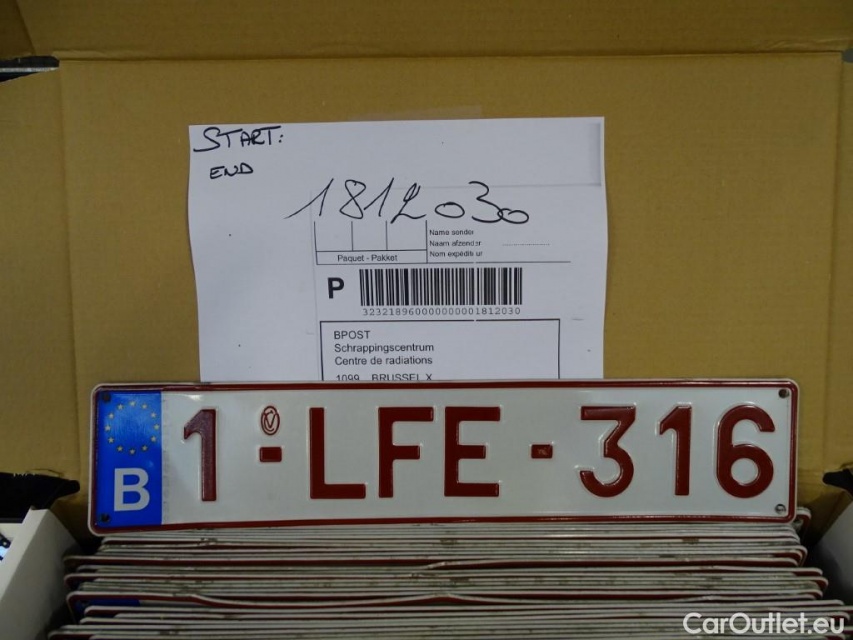 START:
END
1812030
Name sender
Naam afzender
Nom expéditeur
Paquet - Pakket
P
323218960000000001812030
BPOST
Schrappingscentrum
Centre de radiations
1099 BRUSSEL X
B 1-LFE-316
CarOutlet.eu